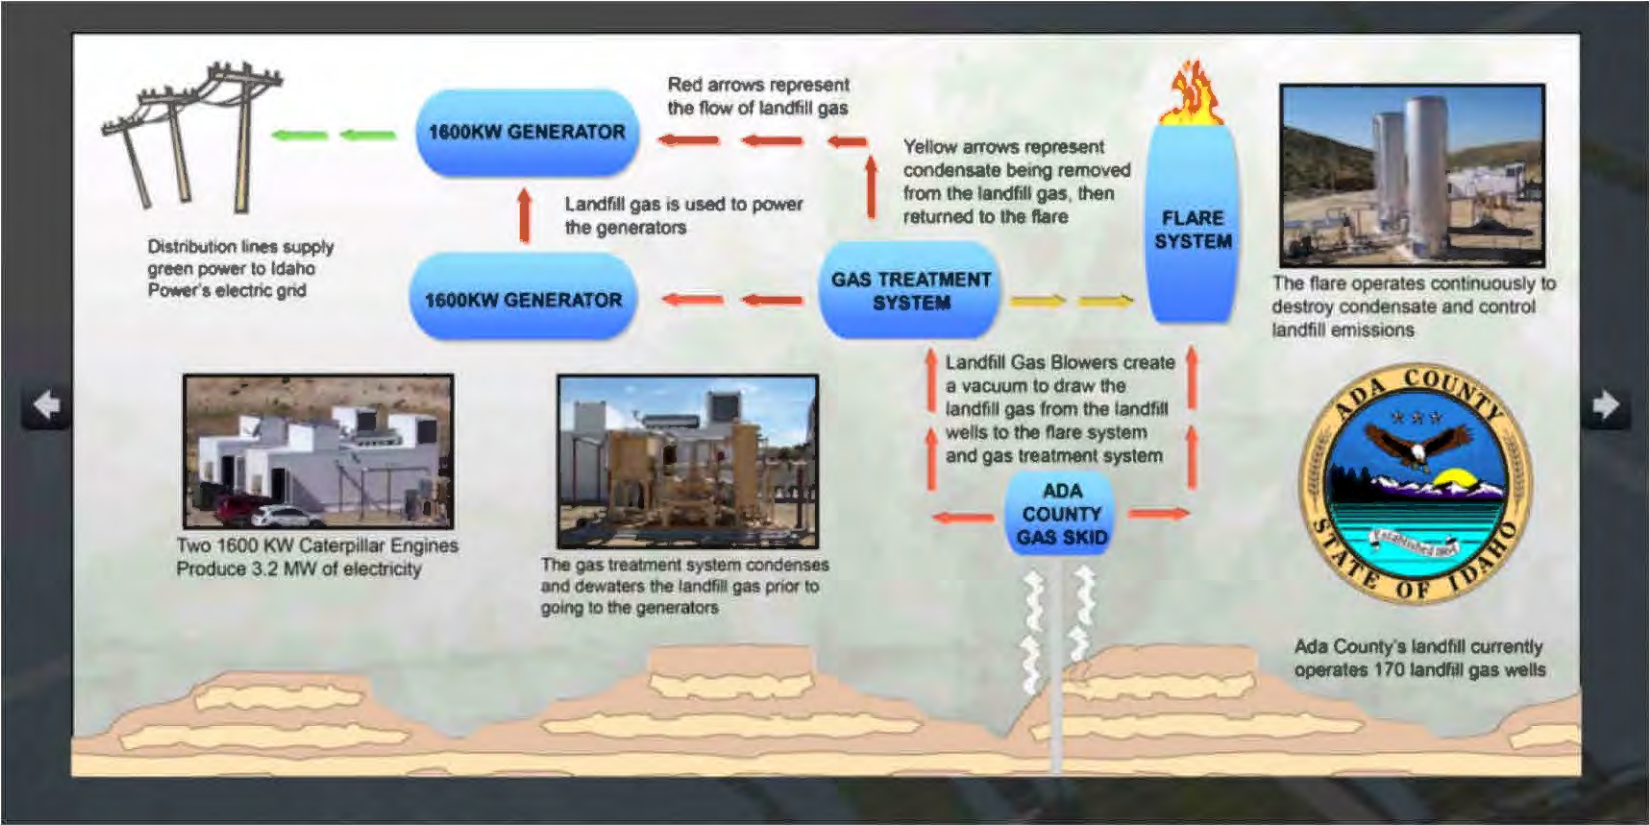 Red arrows represent
the flow of landfill gas
1600KW GENERATOR
Yellow arrows represent
condensate being removed
from the landfill gas, then
returned to the flare
Landfill gas is used to power
the generators
FLARE
SYSTEM
Distribution lines supply
green power to Idaho
Power's electric grid
1600KW GENERATOR
GAS TREATMENT
SYSTEM
The flare operates continuously to
destroy condensate and control
landfill emissions
Landfill Gas Blowers create
a vacuum to draw the
landfill gas from the landfill
wells to the flare system
and gas treatment system
ADA COUNTY
Established 1864
STATE OF IDAHO
ADA
COUNTY
GAS SKID
Two 1600 KW Caterpillar Engines
Produce 3.2 MW of electricity
The gas treatment system condenses
and dewaters the landfill gas prior to
going to the generators
Ada County's landfill currently
operates 170 landfill gas wells